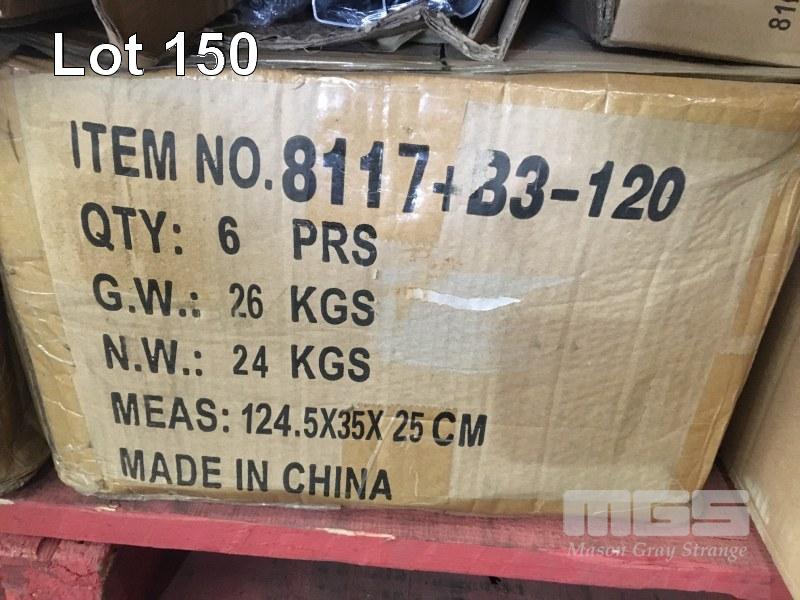 Lot 150
816
ITEM NO. 8117+B3-120
QTY: 6 PRS
G.W.: 26 KGS
N.W.: 24 KGS
MEAS: 124.5X35X 25 CM
MADE IN CHINA
MGS
Mason Gray Strange